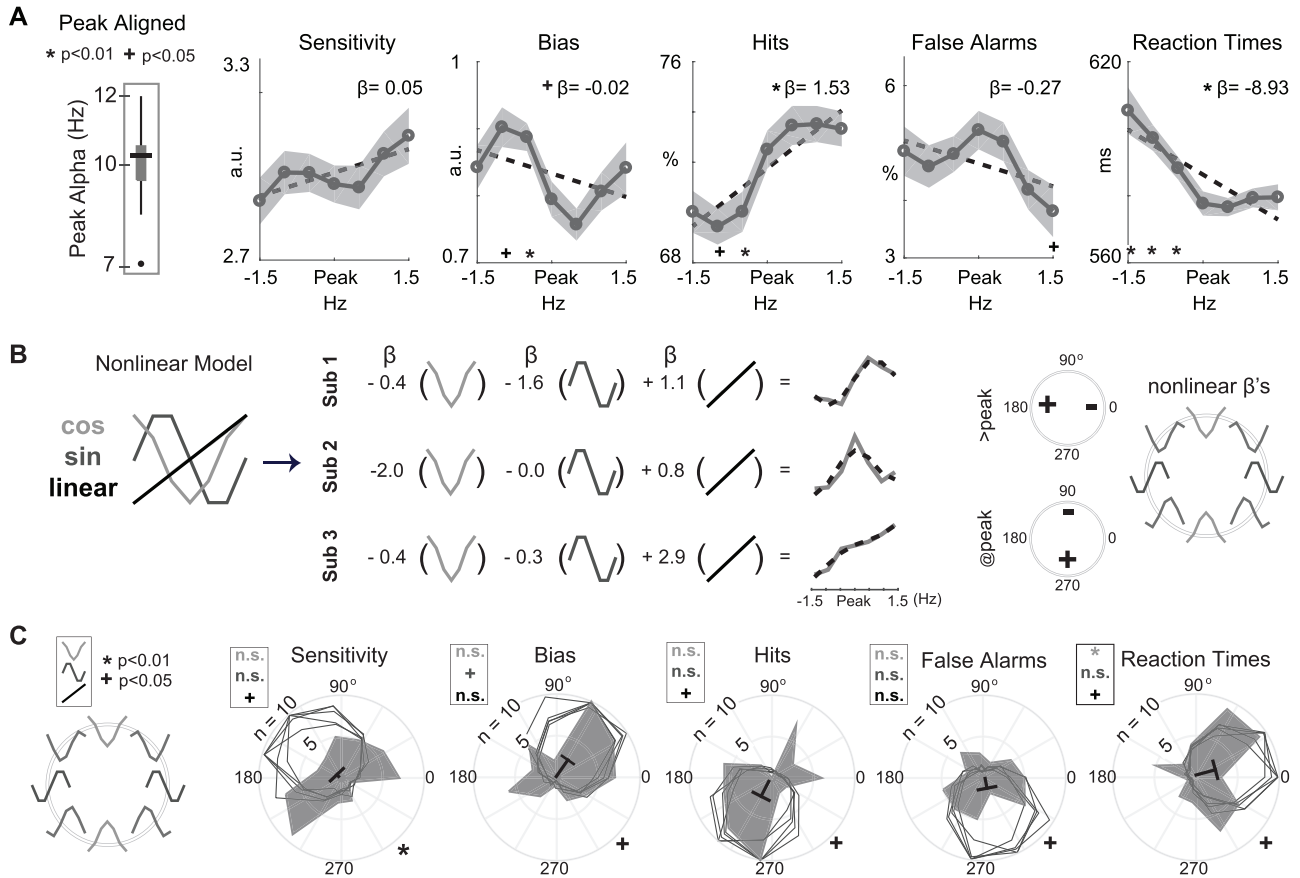 A
Peak Aligned
* p<0.01 + p<0.05
Peak Alpha (Hz)
12
10
7
Sensitivity
3.3
a.u.
2.7
β= 0.05
-1.5 Peak 1.5
Hz
Bias
1
a.u.
0.7
+ β= -0.02
+ *
-1.5 Peak 1.5
Hz
Hits
76
%
68
* β= 1.53
+ *
-1.5 Peak 1.5
Hz
False Alarms
6
%
3
β= -0.27
+
-1.5 Peak 1.5
Hz
Reaction Times
620
ms
560
* β= -8.93
* * *
-1.5 Peak 1.5
Hz
B
Nonlinear Model
cos
sin
linear
β β β
Sub 1
- 0.4 ( ) - 1.6 ( ) + 1.1 ( ) =
Sub 2
-2.0 ( ) - 0.0 ( ) + 0.8 ( ) =
Sub 3
- 0.4 ( ) - 0.3 ( ) + 2.9 ( ) =
-1.5 Peak 1.5 (Hz)
>peak
90°
180 + - 0
270
@peak
90
-
180 0
+
270
nonlinear β's
C
* p<0.01
+ p<0.05
n.s.
n.s.
+
Sensitivity
90°
n = 10
5
180 0
270
*
n.s.
+
n.s.
Bias
90°
n = 10
5
180 0
270
+
n.s.
n.s.
+
Hits
90°
n = 10
5
180 0
270
+
n.s.
n.s.
n.s.
False Alarms
90°
n = 10
5
180 0
270
+
*
n.s.
+
Reaction Times
90°
n = 10
5
180 0
270
+